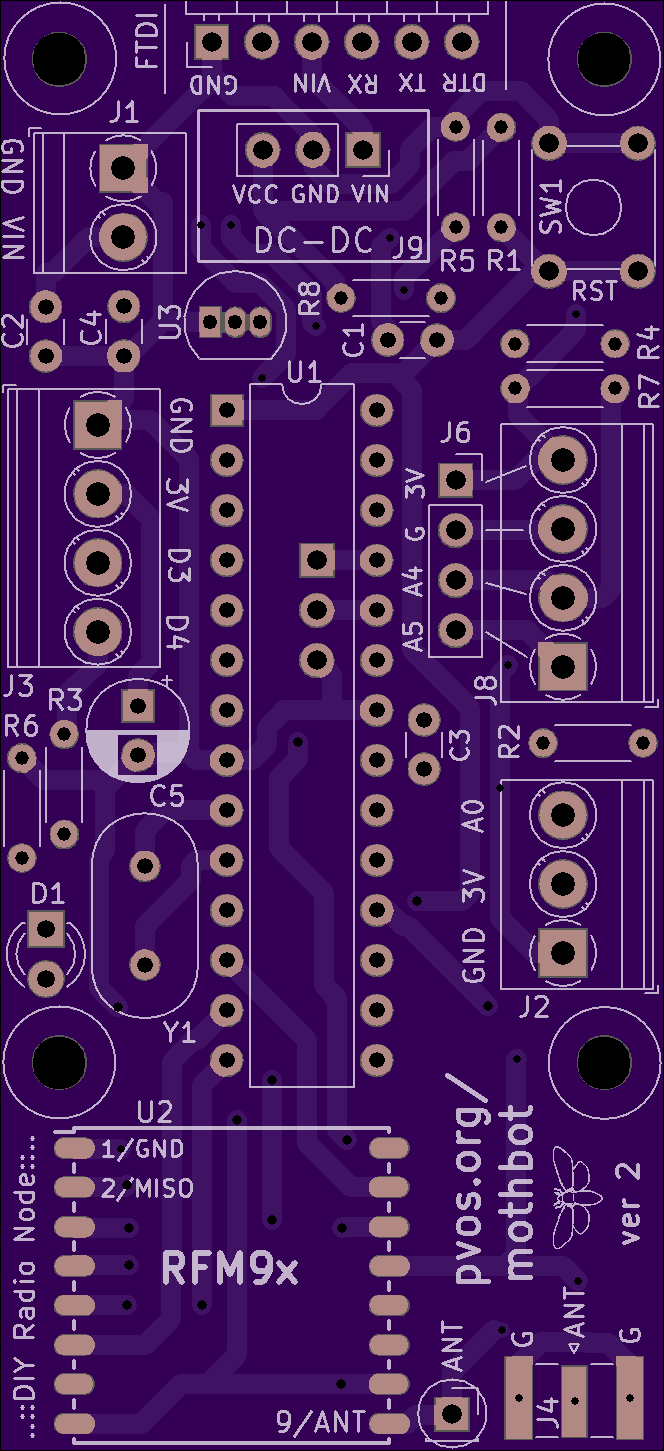 FTDI
GND VIN RX TX DTR
J1
GND VIN
VCC GND VIN
DC-DC
J9
R5 R1
SW1
RST
C2
C4
U3
R8
C1
R4
R7
U1
GND
3V
D3
D4
J3
J6
3V
G
A4
A5
J8
R3
R6
+
C5
C3
R2
A0
3V
GND
J2
D1
Y1
U2
1/GND
2/MISO
RFM9x
9/ANT
..::DIY Radio Node::..
pvos.org/
mothbot
ver 2
ANT
G
◁ANT
G
J4